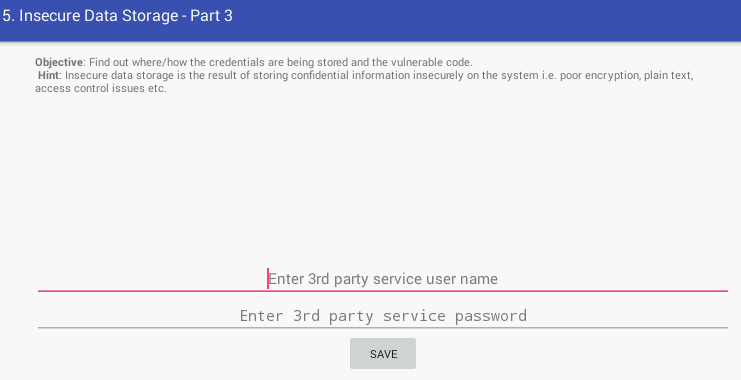 5. Insecure Data Storage - Part 3
Objective: Find out where/how the credentials are being stored and the vulnerable code.
Hint: Insecure data storage is the result of storing confidential information insecurely on the system i.e. poor encryption, plain text,
access control issues etc.
Enter 3rd party service user name
Enter 3rd party service password
SAVE